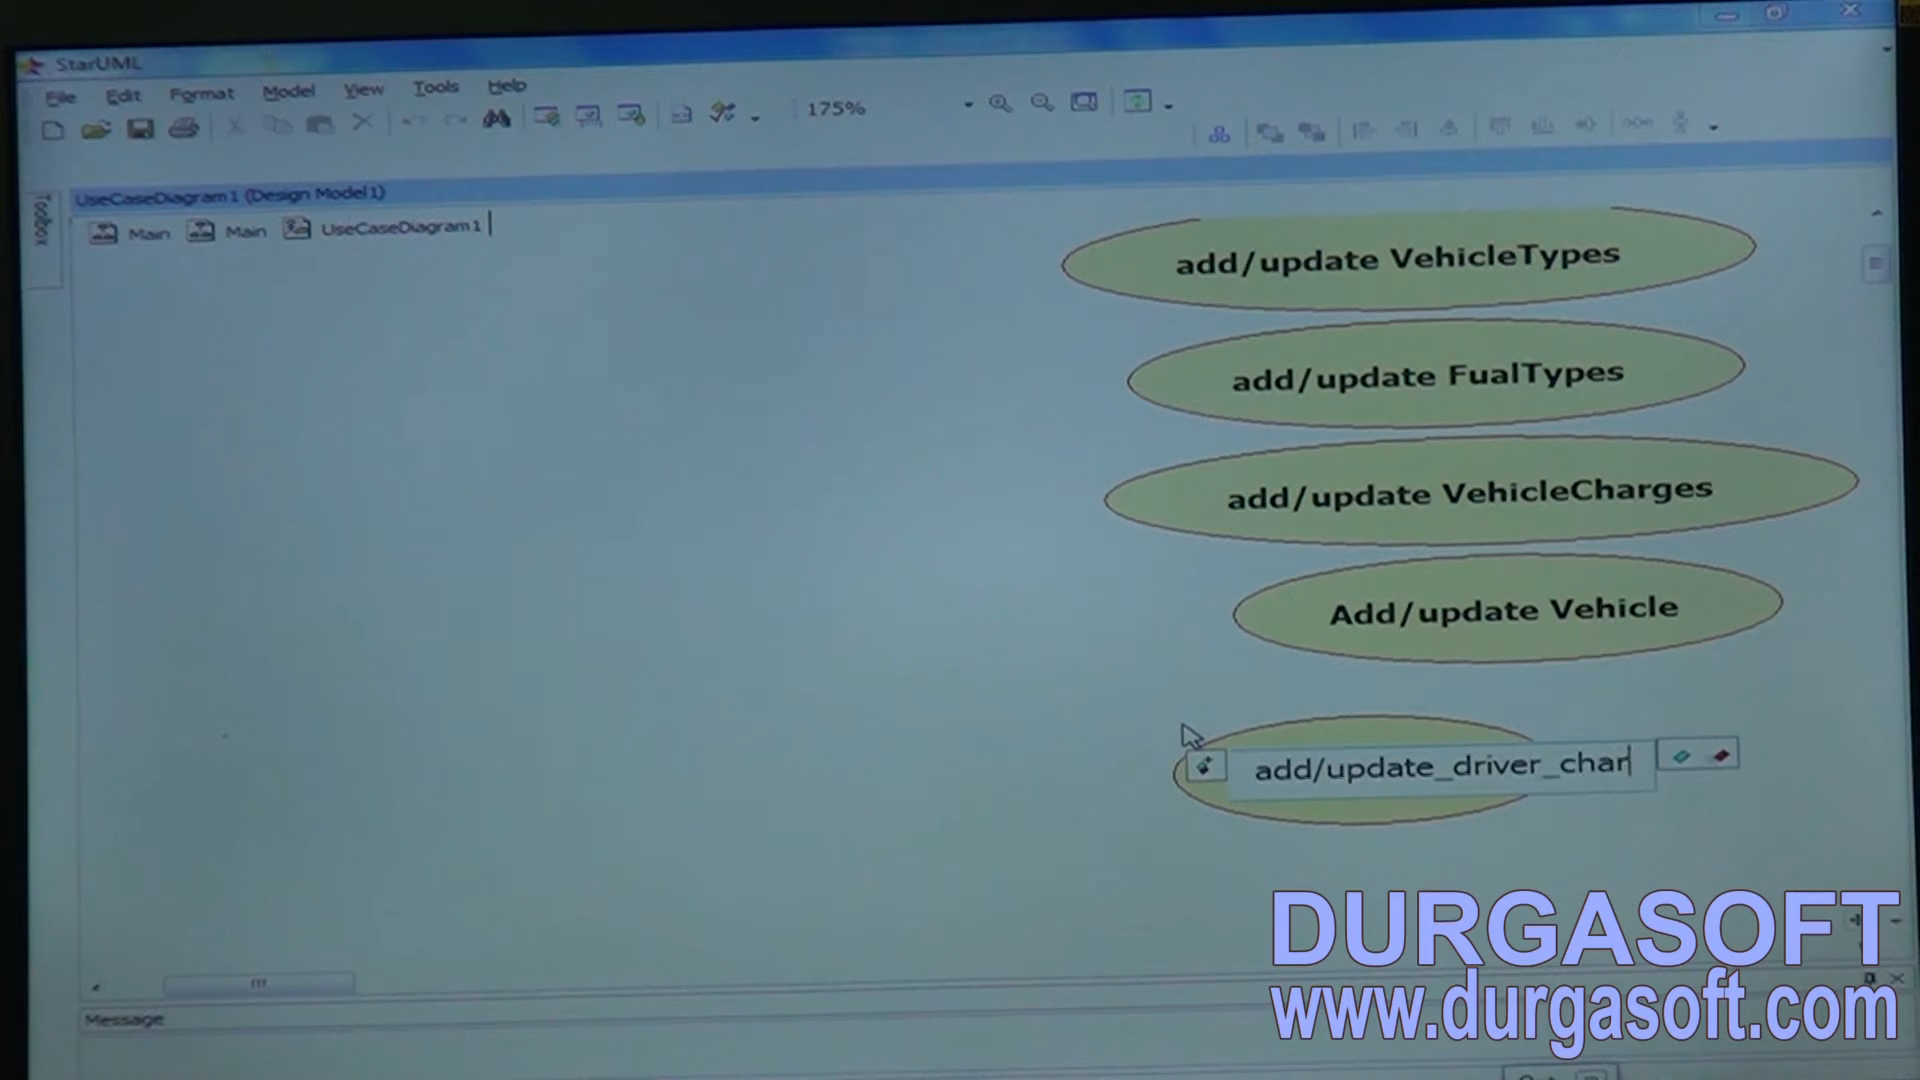 StarUML
File Edit Format Model View Tools Help
175%
UseCaseDiagram1 (Design Model1)
Toolbox
Main Main UseCaseDiagram1
add/update VehicleTypes
add/update FualTypes
add/update VehicleCharges
Add/update Vehicle
add/update_driver_char
Message
DURGASOFT
www.durgasoft.com